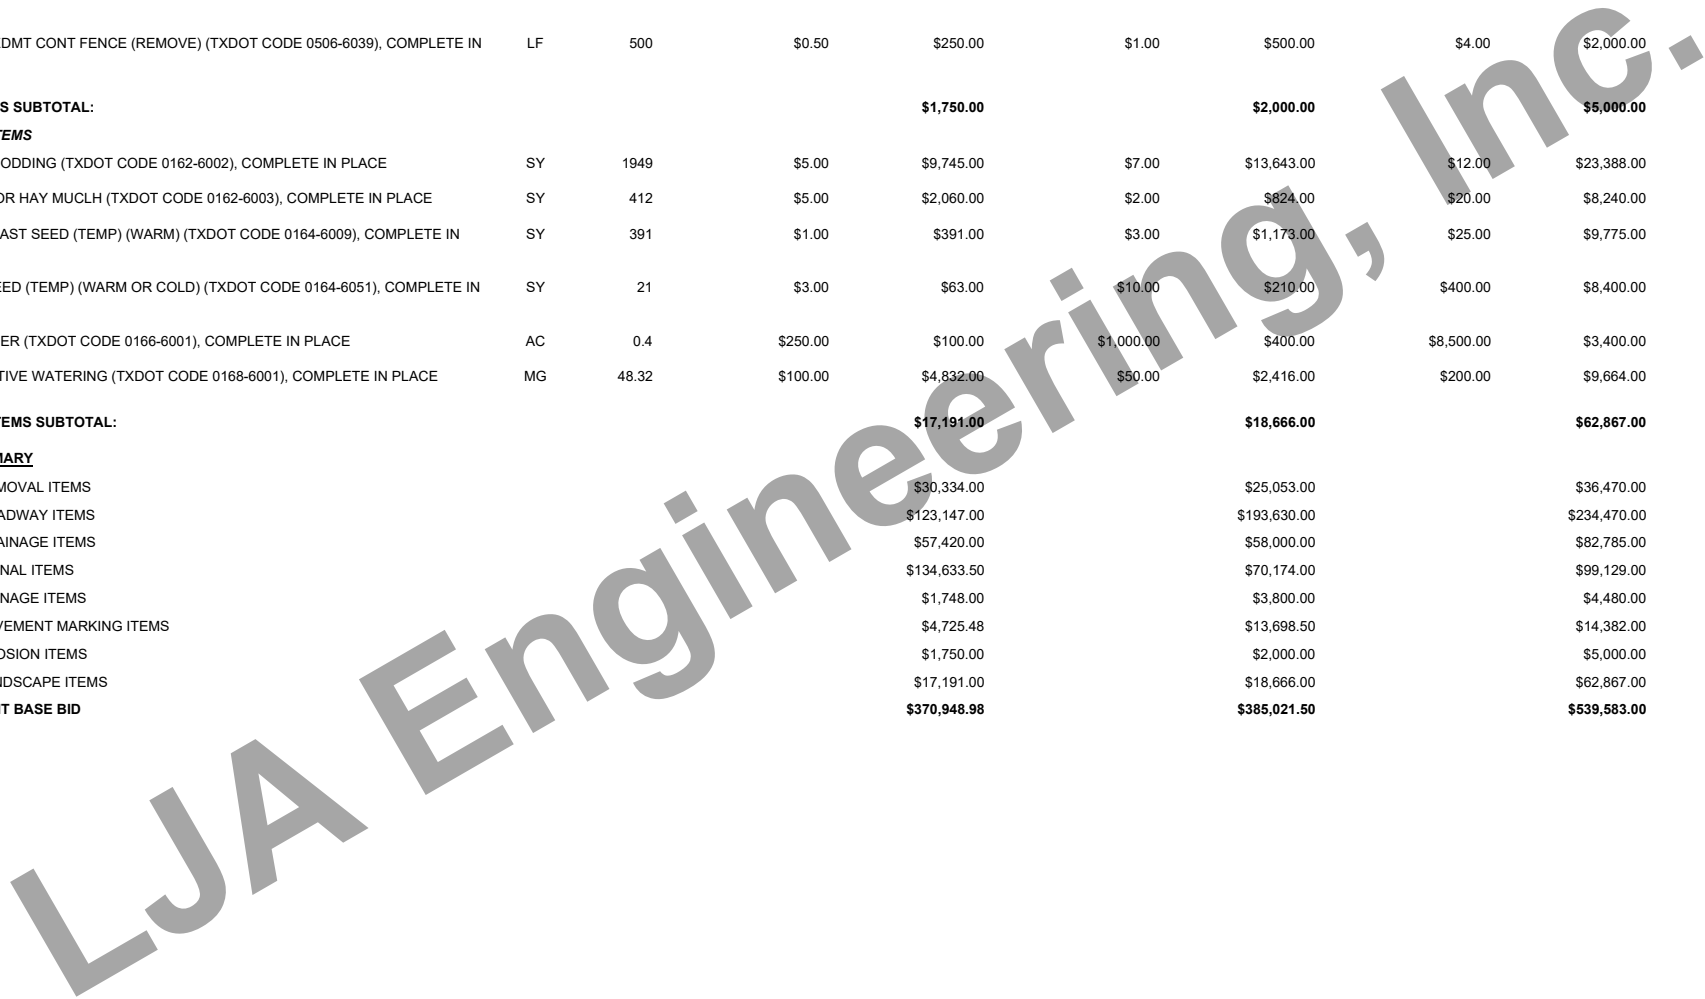 EDMT CONT FENCE (REMOVE) (TXDOT CODE 0506-6039), COMPLETE IN LF 500 $0.50 $250.00 $1.00 $500.00 $4.00 $2,000.00
S SUBTOTAL: $1,750.00 $2,000.00 $5,000.00
TEMS
ODDING (TXDOT CODE 0162-6002), COMPLETE IN PLACE SY 1949 $5.00 $9,745.00 $7.00 $13,643.00 $12.00 $23,388.00
OR HAY MUCLH (TXDOT CODE 0162-6003), COMPLETE IN PLACE SY 412 $5.00 $2,060.00 $2.00 $824.00 $20.00 $8,240.00
AST SEED (TEMP) (WARM) (TXDOT CODE 0164-6009), COMPLETE IN SY 391 $1.00 $391.00 $3.00 $1,173.00 $25.00 $9,775.00
EED (TEMP) (WARM OR COLD) (TXDOT CODE 0164-6051), COMPLETE IN SY 21 $3.00 $63.00 $10.00 $210.00 $400.00 $8,400.00
ER (TXDOT CODE 0166-6001), COMPLETE IN PLACE AC 0.4 $250.00 $100.00 $1,000.00 $400.00 $8,500.00 $3,400.00
TIVE WATERING (TXDOT CODE 0168-6001), COMPLETE IN PLACE MG 48.32 $100.00 $4,832.00 $50.00 $2,416.00 $200.00 $9,664.00
TEMS SUBTOTAL: $17,191.00 $18,666.00 $62,867.00
MARY
MOVAL ITEMS $30,334.00 $25,053.00 $36,470.00
ADWAY ITEMS $123,147.00 $193,630.00 $234,470.00
AINAGE ITEMS $57,420.00 $58,000.00 $82,785.00
NAL ITEMS $134,633.50 $70,174.00 $99,129.00
NAGE ITEMS $1,748.00 $3,800.00 $4,480.00
VEMENT MARKING ITEMS $4,725.48 $13,698.50 $14,382.00
OSION ITEMS $1,750.00 $2,000.00 $5,000.00
NDSCAPE ITEMS $17,191.00 $18,666.00 $62,867.00
T BASE BID $370,948.98 $385,021.50 $539,583.00
LJA Engineering, Inc.